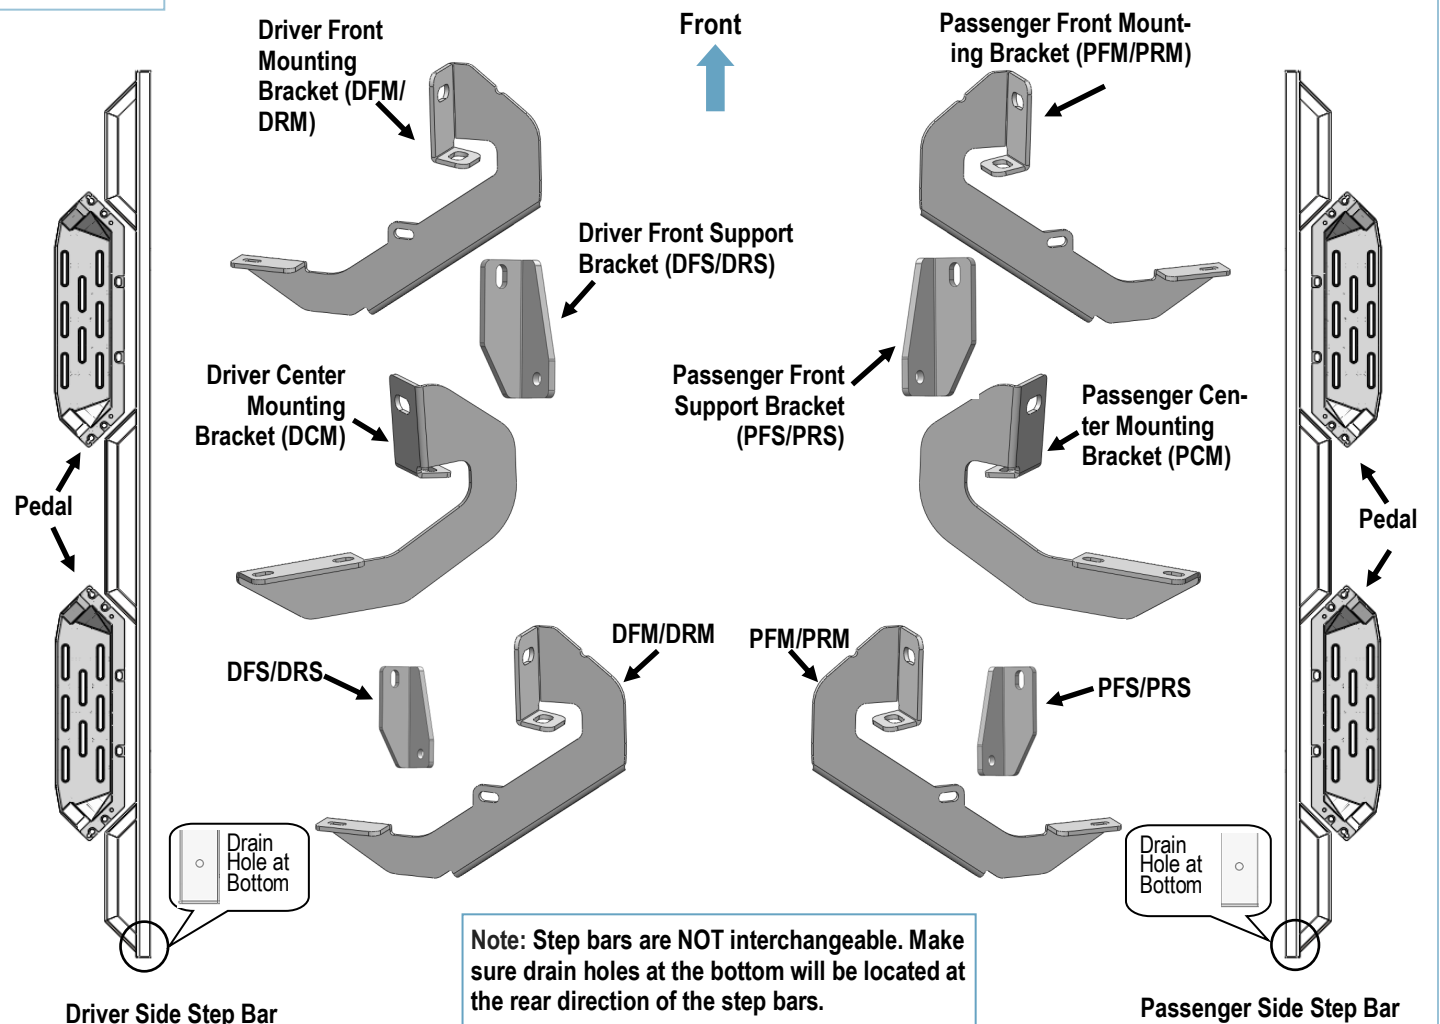 Front
Driver Front
Mounting
Bracket (DFM/
DRM)
Passenger Front Mount-
ing Bracket (PFM/PRM)
Driver Front Support
Bracket (DFS/DRS)
Driver Center
Mounting
Bracket (DCM)
Passenger Front
Support Bracket
(PFS/PRS)
Passenger Cen-
ter Mounting
Bracket (PCM)
Pedal
Pedal
DFS/DRS
DFM/DRM
PFM/PRM
PFS/PRS
Drain
Hole at
Bottom
Drain
Hole at
Bottom
Note: Step bars are NOT interchangeable. Make
sure drain holes at the bottom will be located at
the rear direction of the step bars.
Driver Side Step Bar
Passenger Side Step Bar